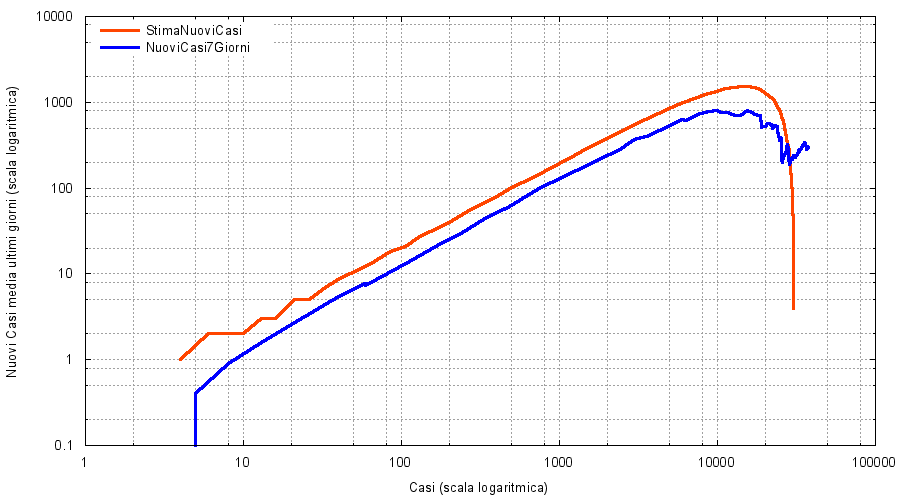 10000
1000
100
10
1
0.1
StimaNuoviCasi
NuoviCasi7Giorni
Nuovi Casi media ultimi giorni (scala logaritmica)
1 10 100 1000 10000 100000
Casi (scala logaritmica)